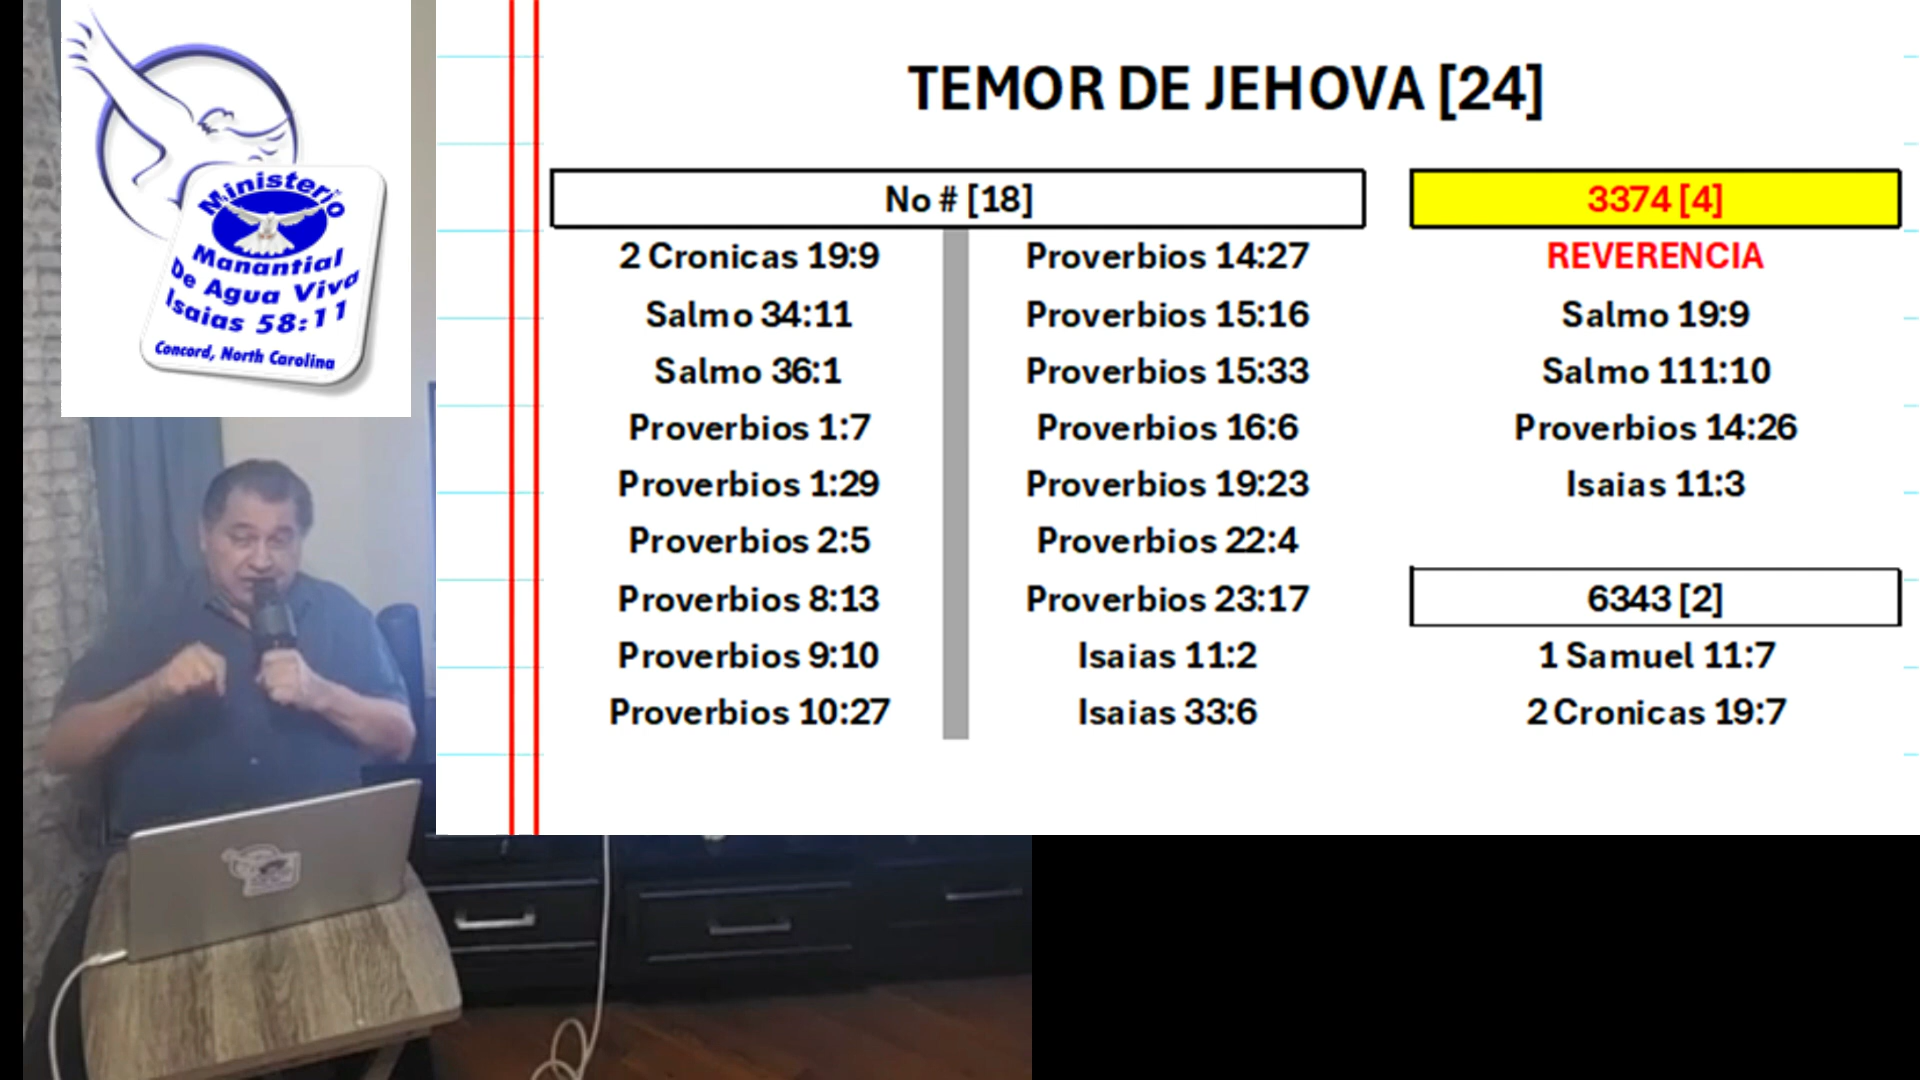 Ministerio
Manantial
De Agua Viva
Isaias 58:11
Concord, North Carolina
TEMOR DE JEHOVA [24]
No # [18]
2 Cronicas 19:9
Salmo 34:11
Salmo 36:1
Proverbios 1:7
Proverbios 1:29
Proverbios 2:5
Proverbios 8:13
Proverbios 9:10
Proverbios 10:27
Proverbios 14:27
Proverbios 15:16
Proverbios 15:33
Proverbios 16:6
Proverbios 19:23
Proverbios 22:4
Proverbios 23:17
Isaias 11:2
Isaias 33:6
3374 [4]
REVERENCIA
Salmo 19:9
Salmo 111:10
Proverbios 14:26
Isaias 11:3
6343 [2]
1 Samuel 11:7
2 Cronicas 19:7